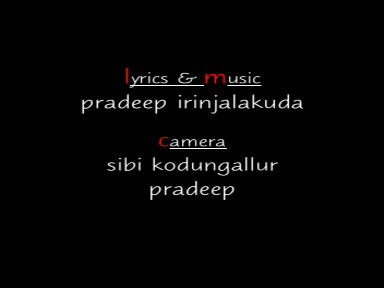 lyrics & music
pradeep irinjalakuda
camera
sibi kodungallur
pradeep